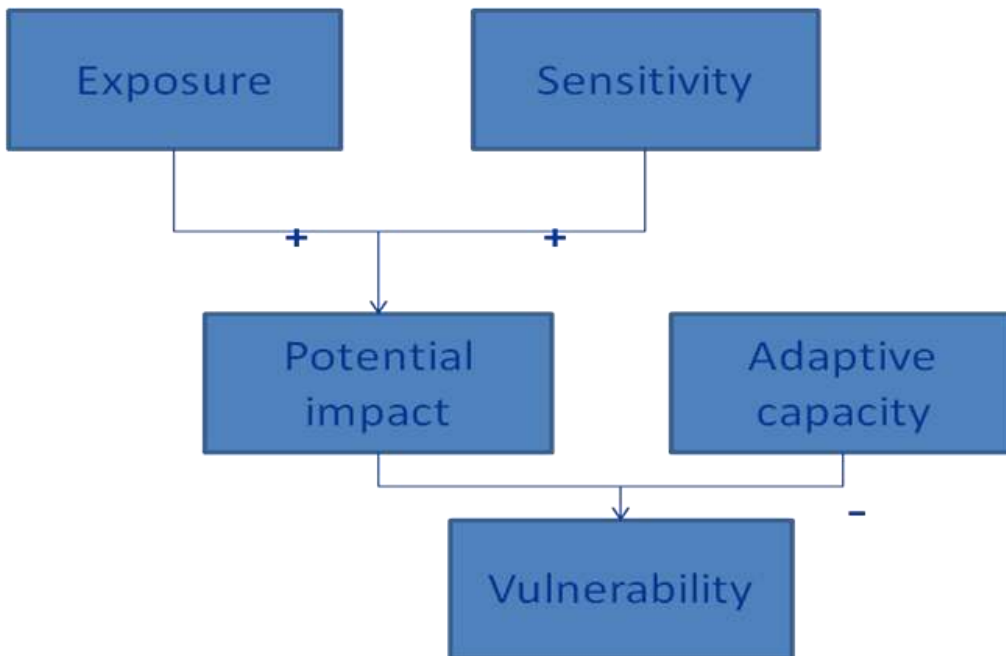 Exposure
Sensitivity
+
+
Potential
impact
Adaptive
capacity
-
Vulnerability